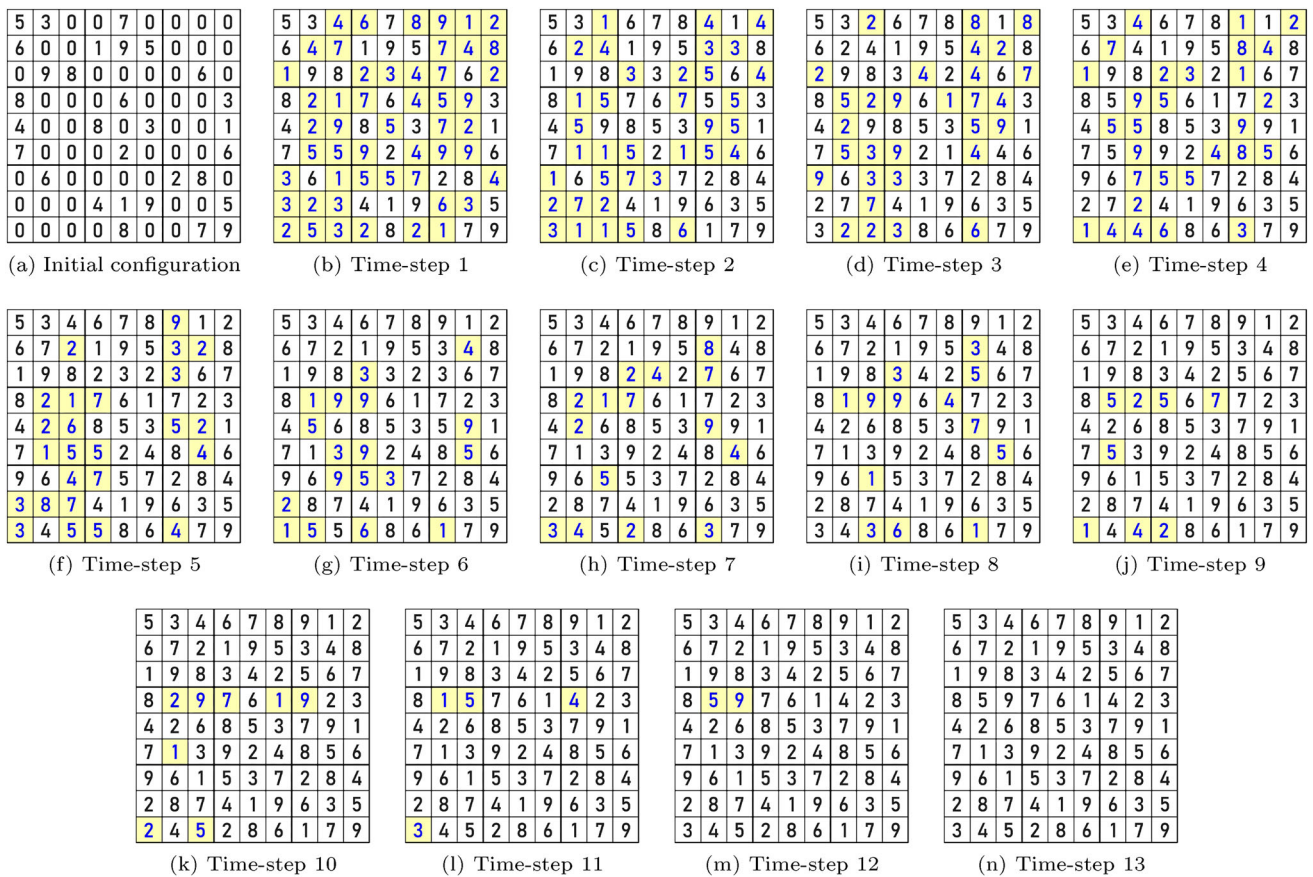 5 3 0 0 7 0 0 0 0
6 0 0 1 9 5 0 0 0
0 9 8 0 0 0 0 6 0
8 0 0 0 6 0 0 0 3
4 0 0 8 0 3 0 0 1
7 0 0 0 2 0 0 0 6
0 6 0 0 0 0 2 8 0
0 0 0 4 1 9 0 0 5
0 0 0 0 8 0 0 7 9
(a) Initial configuration
5 3 4 6 7 8 9 1 2
6 4 7 1 9 5 7 4 8
1 9 8 2 3 4 7 6 2
8 2 1 7 6 4 5 9 3
4 2 9 8 5 3 7 2 1
7 5 5 9 2 4 9 9 6
3 6 1 5 5 7 2 8 4
3 2 3 4 1 9 6 3 5
2 5 3 2 8 2 1 7 9
(b) Time-step 1
5 3 1 6 7 8 4 1 4
6 2 4 1 9 5 3 3 8
1 9 8 3 3 2 5 6 4
8 1 5 7 6 7 5 5 3
4 5 9 8 5 3 9 5 1
7 1 1 5 2 1 5 4 6
1 6 5 7 3 7 2 8 4
2 7 2 4 1 9 6 3 5
3 1 1 5 8 6 1 7 9
(c) Time-step 2
5 3 2 6 7 8 8 1 8
6 2 4 1 9 5 4 2 8
2 9 8 3 4 2 4 6 7
8 5 2 9 6 1 7 4 3
4 2 9 8 5 3 5 9 1
7 5 3 9 2 1 4 4 6
9 6 3 3 3 7 2 8 4
2 7 7 4 1 9 6 3 5
3 2 2 3 8 6 6 7 9
(d) Time-step 3
5 3 4 6 7 8 1 1 2
6 7 4 1 9 5 8 4 8
1 9 8 2 3 2 1 6 7
8 5 9 5 6 1 7 2 3
4 5 5 8 5 3 9 9 1
7 5 9 9 2 4 8 5 6
9 6 7 5 5 7 2 8 4
2 7 2 4 1 9 6 3 5
1 4 4 6 8 6 3 7 9
(e) Time-step 4
5 3 4 6 7 8 9 1 2
6 7 2 1 9 5 3 2 8
1 9 8 2 3 2 3 6 7
8 2 1 7 6 1 7 2 3
4 2 6 8 5 3 5 2 1
7 1 5 5 2 4 8 4 6
9 6 4 7 5 7 2 8 4
3 8 7 4 1 9 6 3 5
3 4 5 5 8 6 4 7 9
(f) Time-step 5
5 3 4 6 7 8 9 1 2
6 7 2 1 9 5 3 4 8
1 9 8 3 3 2 3 6 7
8 1 9 9 6 1 7 2 3
4 5 6 8 5 3 5 9 1
7 1 3 9 2 4 8 5 6
9 6 9 5 3 7 2 8 4
2 8 7 4 1 9 6 3 5
1 5 5 6 8 6 1 7 9
(g) Time-step 6
5 3 4 6 7 8 9 1 2
6 7 2 1 9 5 8 4 8
1 9 8 2 4 2 7 6 7
8 2 1 7 6 1 7 2 3
4 2 6 8 5 3 9 9 1
7 1 3 9 2 4 8 4 6
9 6 5 5 3 7 2 8 4
2 8 7 4 1 9 6 3 5
3 4 5 2 8 6 3 7 9
(h) Time-step 7
5 3 4 6 7 8 9 1 2
6 7 2 1 9 5 3 4 8
1 9 8 3 4 2 5 6 7
8 1 9 9 6 4 7 2 3
4 2 6 8 5 3 7 9 1
7 1 3 9 2 4 8 5 6
9 6 1 5 3 7 2 8 4
2 8 7 4 1 9 6 3 5
3 4 3 6 8 6 1 7 9
(i) Time-step 8
5 3 4 6 7 8 9 1 2
6 7 2 1 9 5 3 4 8
1 9 8 3 4 2 5 6 7
8 5 2 5 6 7 7 2 3
4 2 6 8 5 3 7 9 1
7 5 3 9 2 4 8 5 6
9 6 1 5 3 7 2 8 4
2 8 7 4 1 9 6 3 5
1 4 4 2 8 6 1 7 9
(j) Time-step 9
5 3 4 6 7 8 9 1 2
6 7 2 1 9 5 3 4 8
1 9 8 3 4 2 5 6 7
8 2 9 7 6 1 9 2 3
4 2 6 8 5 3 7 9 1
7 1 3 9 2 4 8 5 6
9 6 1 5 3 7 2 8 4
2 8 7 4 1 9 6 3 5
2 4 5 2 8 6 1 7 9
(k) Time-step 10
5 3 4 6 7 8 9 1 2
6 7 2 1 9 5 3 4 8
1 9 8 3 4 2 5 6 7
8 1 5 7 6 1 4 2 3
4 2 6 8 5 3 7 9 1
7 1 3 9 2 4 8 5 6
9 6 1 5 3 7 2 8 4
2 8 7 4 1 9 6 3 5
3 4 5 2 8 6 1 7 9
(l) Time-step 11
5 3 4 6 7 8 9 1 2
6 7 2 1 9 5 3 4 8
1 9 8 3 4 2 5 6 7
8 5 9 7 6 1 4 2 3
4 2 6 8 5 3 7 9 1
7 1 3 9 2 4 8 5 6
9 6 1 5 3 7 2 8 4
2 8 7 4 1 9 6 3 5
3 4 5 2 8 6 1 7 9
(m) Time-step 12
5 3 4 6 7 8 9 1 2
6 7 2 1 9 5 3 4 8
1 9 8 3 4 2 5 6 7
8 5 9 7 6 1 4 2 3
4 2 6 8 5 3 7 9 1
7 1 3 9 2 4 8 5 6
9 6 1 5 3 7 2 8 4
2 8 7 4 1 9 6 3 5
3 4 5 2 8 6 1 7 9
(n) Time-step 13